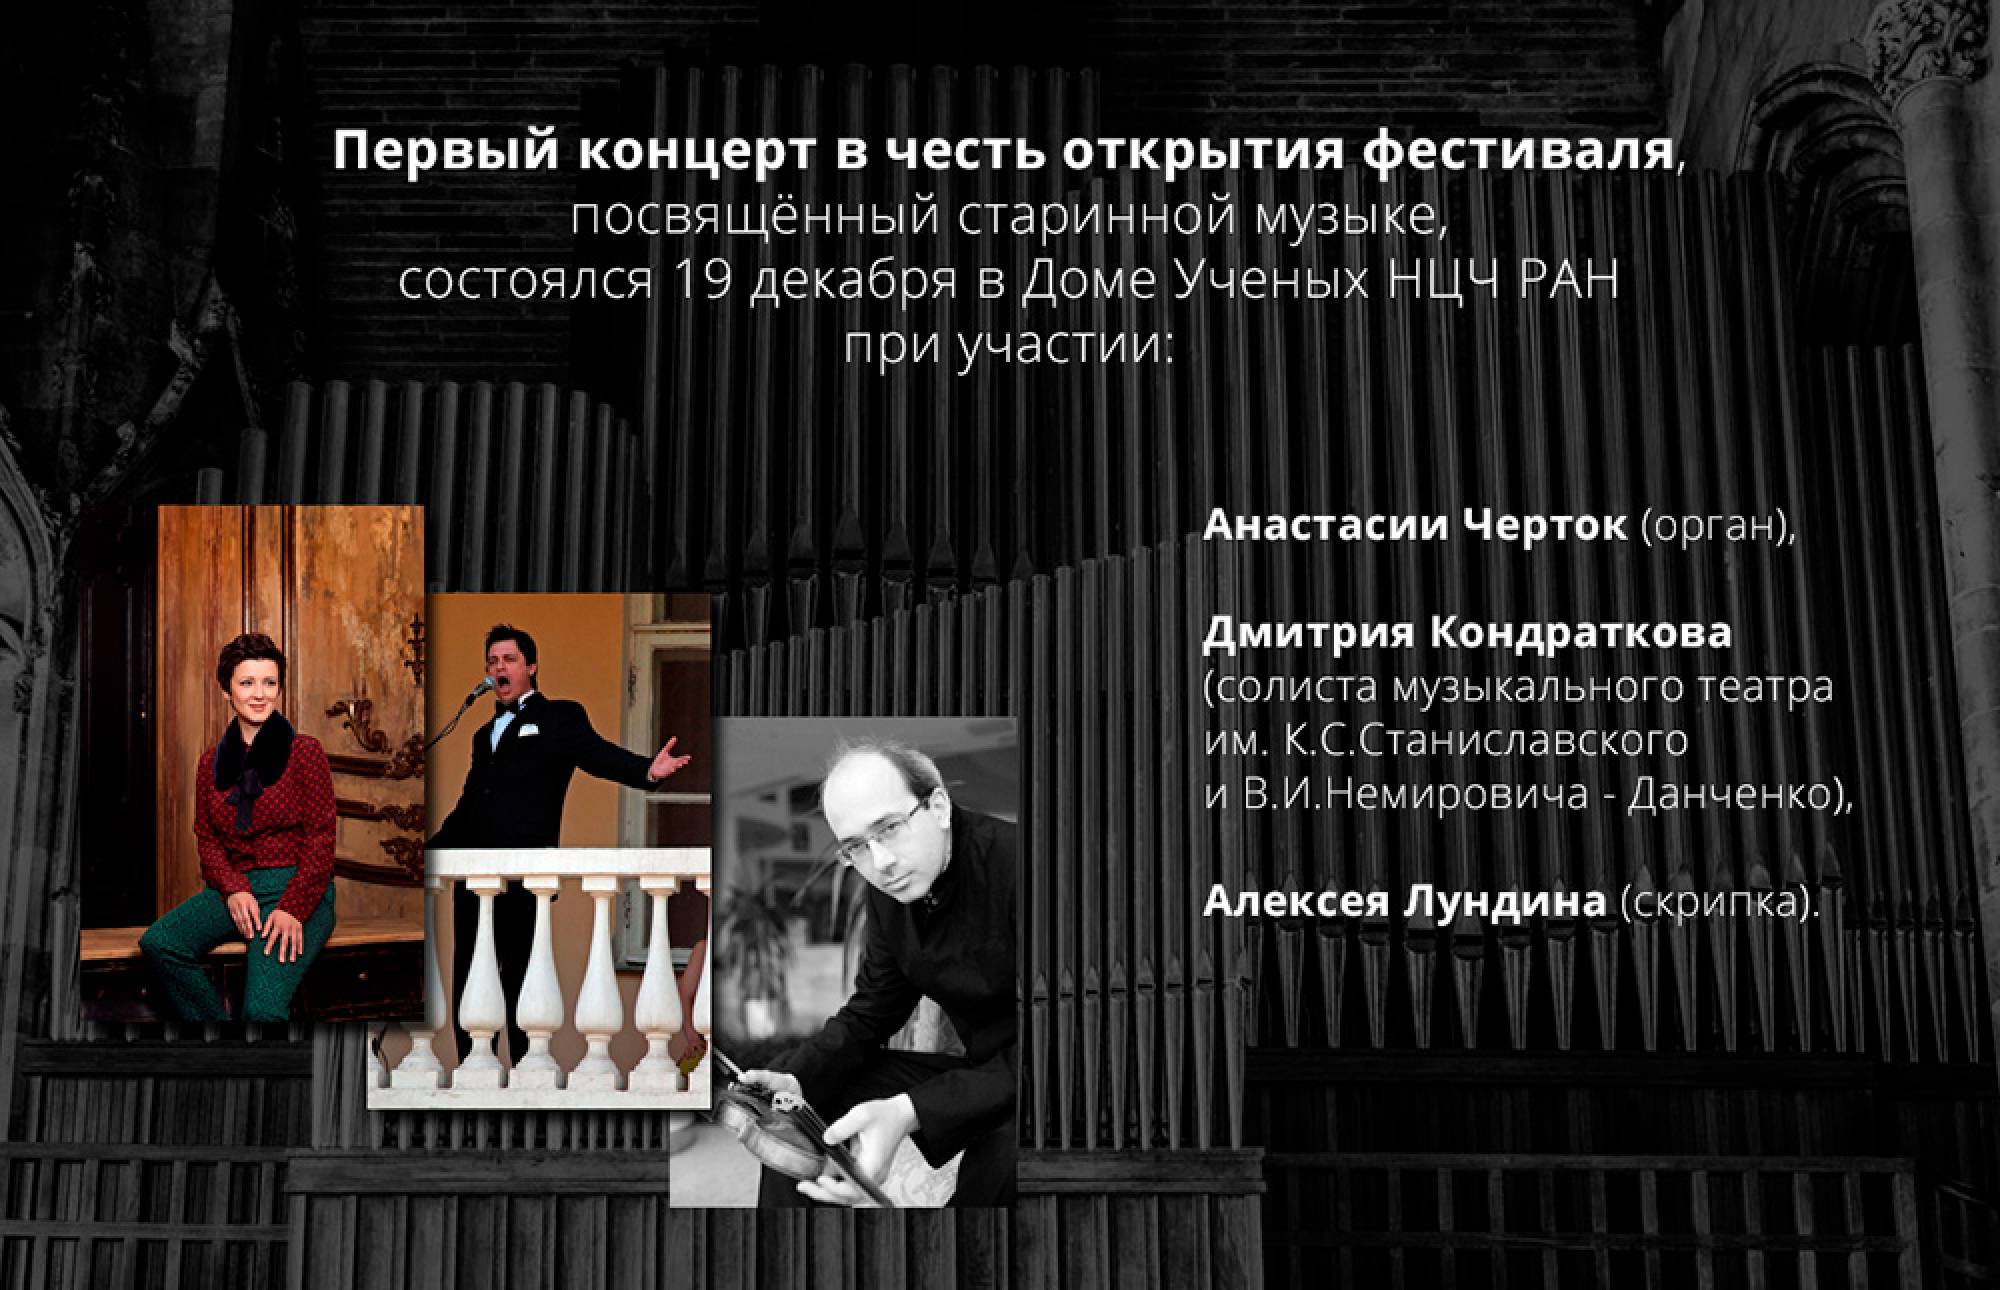 Первый концерт в честь открытия фестиваля,
посвящённый старинной музыке,
состоялся 19 декабря в Доме Ученых НЦЧ РАН
при участии:
Анастасии Черток (орган),
Дмитрия Кондраткова
(солиста музыкального театра
им. К.С.Станиславского
и В.И.Немировича - Данченко),
Алексея Лундина (скрипка).